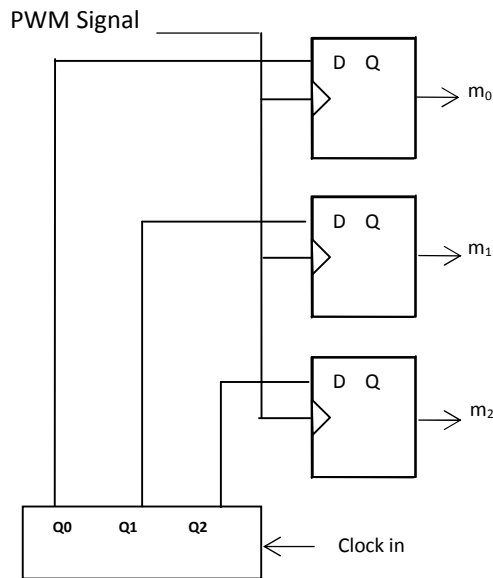 PWM Signal
D Q
m0
D Q
m1
D Q
m2
Q0 Q1 Q2
Clock in